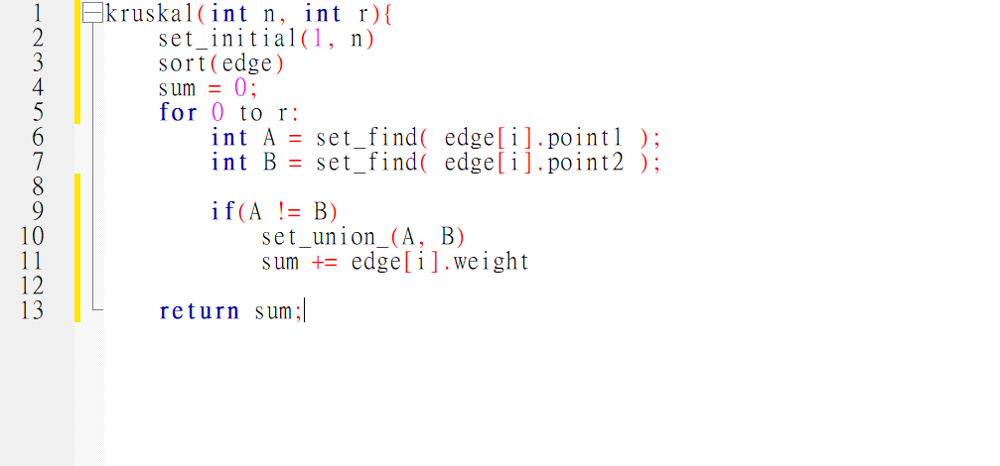 1 kruskal(int n, int r){
2 set_initial(1, n)
3 sort(edge)
4 sum = 0;
5 for 0 to r:
6 int A = set_find( edge[i].point1 );
7 int B = set_find( edge[i].point2 );
8
9 if(A != B)
10 set_union_(A, B)
11 sum += edge[i].weight
12
13 return sum;